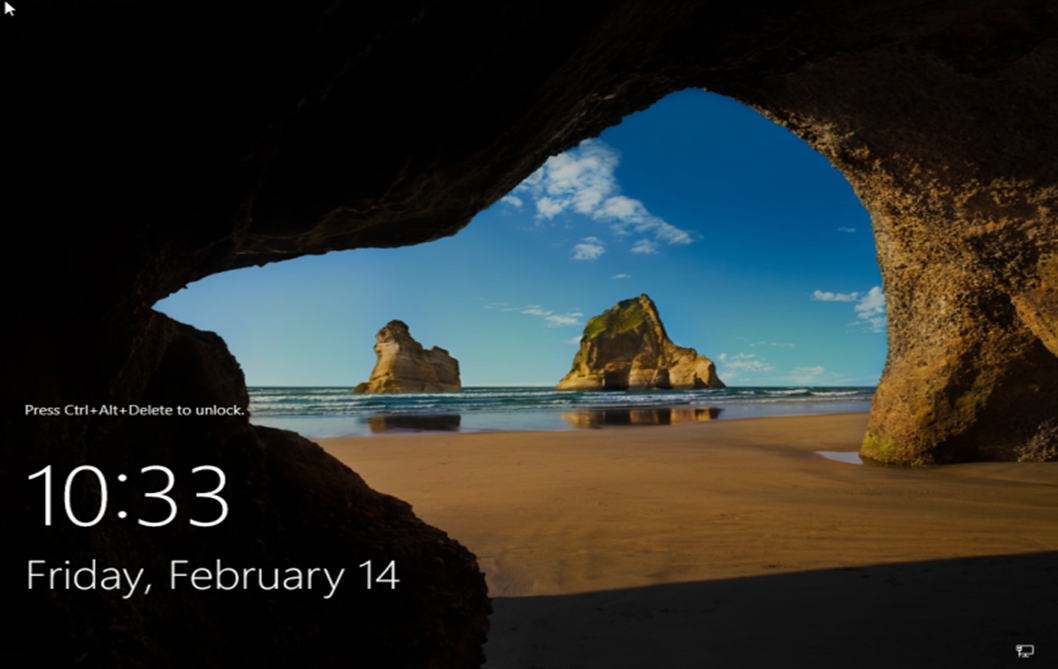 Press Ctrl+Alt+Delete to unlock.
10:33
Friday, February 14